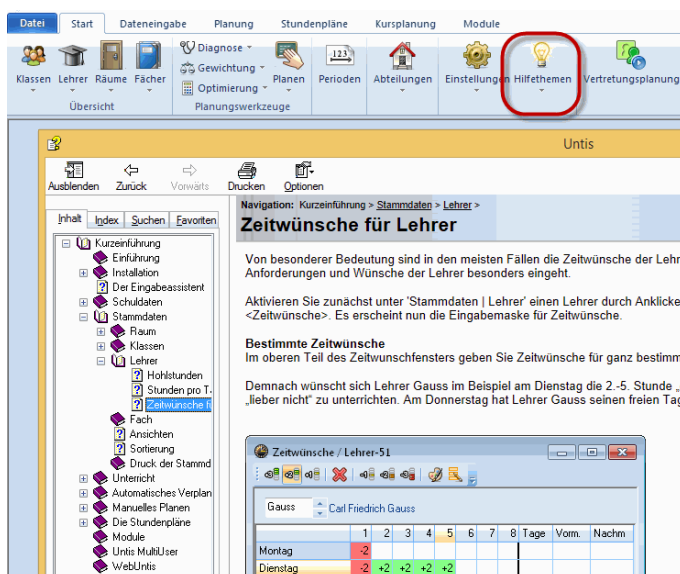 Datei Start Dateneingabe Planung Stundenpläne Kursplanung Module
Klassen Lehrer Räume Fächer
Übersicht
Diagnose
Gewichtung
Optimierung
Planen
Planungswerkzeuge
Perioden
Abteilungen
Einstellungen
Hilfethemen
Vertretungsplanung
Untis
Ausblenden Zurück Vorwärts Drucken Optionen
Inhalt Index Suchen Favoriten
Kurzeinführung
Einführung
Installation
Der Eingabeassistent
Schuldaten
Stammdaten
Raum
Klassen
Lehrer
Hohlstunden
Stunden pro T.
Zeitwünsche f
Fach
Ansichten
Sortierung
Druck der Stammd
Unterricht
Automatisches Verplan
Manuelles Planen
Die Stundenpläne
Module
Untis MultiUser
WebUntis
Navigation: Kurzeinführung > Stammdaten > Lehrer >
Zeitwünsche für Lehrer
Von besonderer Bedeutung sind in den meisten Fällen die Zeitwünsche der Lehr
Anforderungen und Wünsche der Lehrer besonders eingeht.
Aktivieren Sie zunächst unter 'Stammdaten | Lehrer' einen Lehrer durch Anklicke
<Zeitwünsche>. Es erscheint nun die Eingabemaske für Zeitwünsche.
Bestimmte Zeitwünsche
Im oberen Teil des Zeitwunschfensters geben Sie Zeitwünsche für ganz bestimm
Demnach wünscht sich Lehrer Gauss im Beispiel am Dienstag die 2.-5. Stunde „
„lieber nicht" zu unterrichten. Am Donnerstag hat Lehrer Gauss seinen freien Tag
Zeitwünsche / Lehrer-51
Gauss Carl Friedrich Gauss
1 2 3 4 5 6 7 8 Tage Vorm. Nachm
Montag -2
Dienstag -2 +2 +2 +2 +2
123